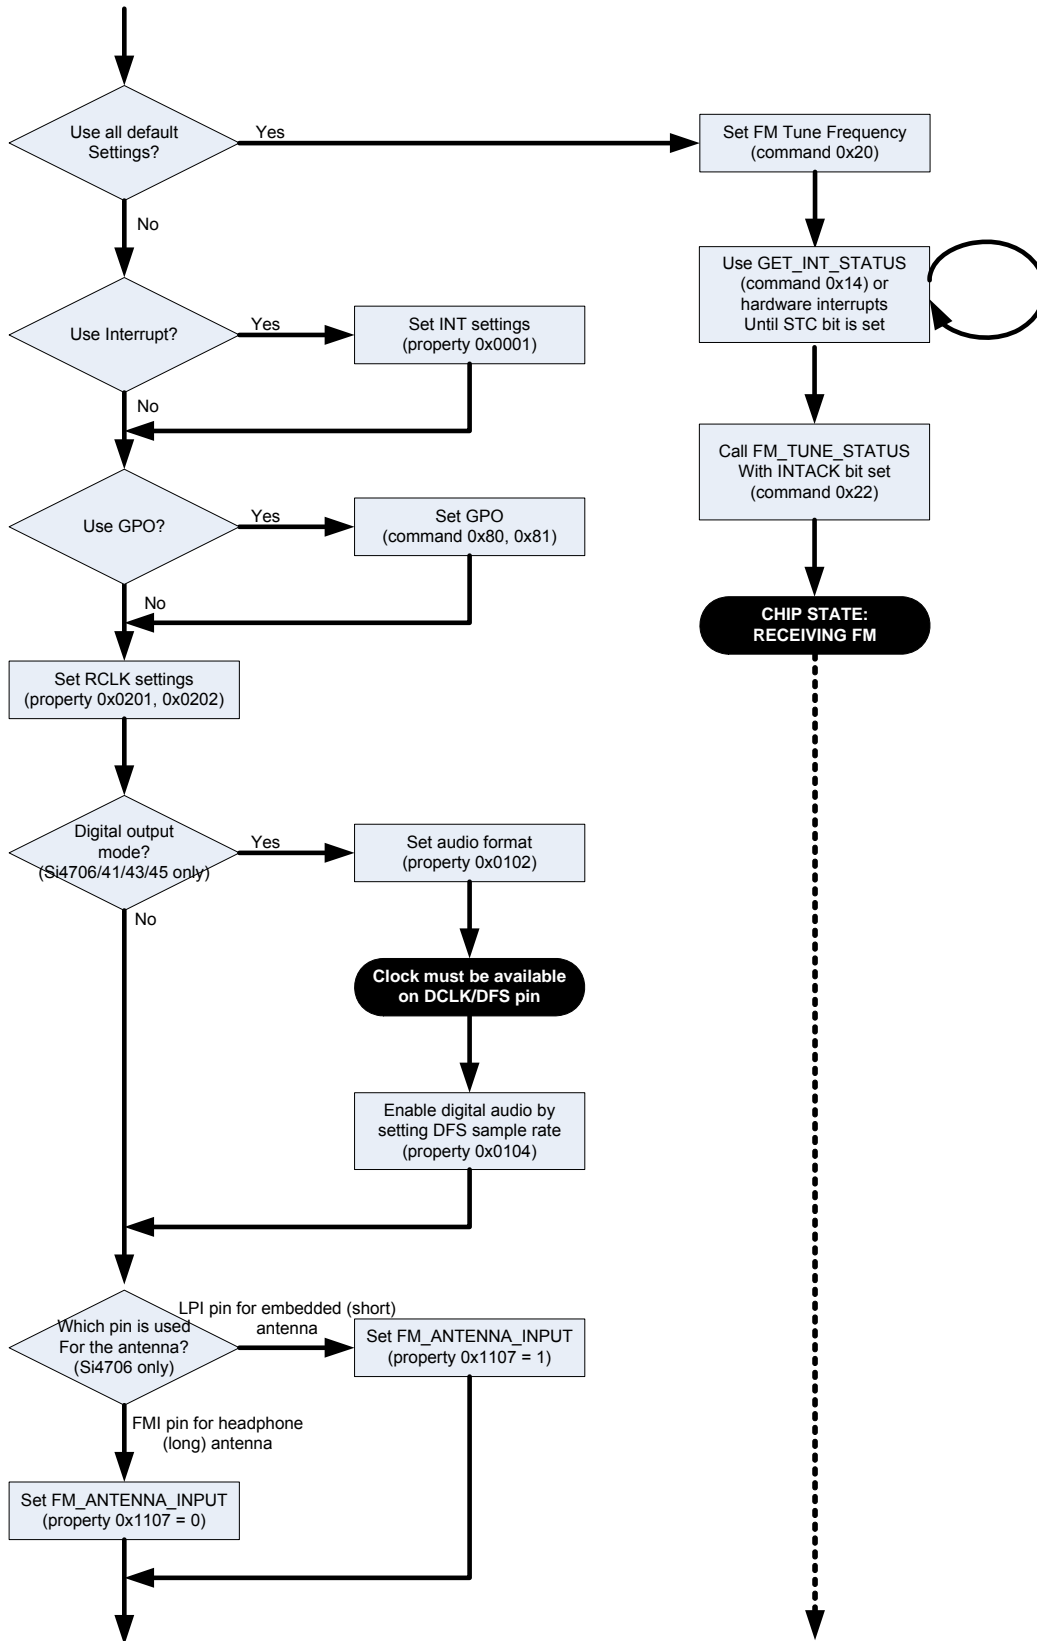 Use all default
Settings?
Yes
Set FM Tune Frequency
(command 0x20)
No
Use GET_INT_STATUS
(command 0x14) or
hardware interrupts
Until STC bit is set
Use Interrupt?
Yes
Set INT settings
(property 0x0001)
No
Call FM_TUNE_STATUS
With INTACK bit set
(command 0x22)
Use GPO?
Yes
Set GPO
(command 0x80, 0x81)
No
CHIP STATE:
RECEIVING FM
Set RCLK settings
(property 0x0201, 0x0202)
Digital output
mode?
(Si4706/41/43/45 only)
Yes
Set audio format
(property 0x0102)
No
Clock must be available
on DCLK/DFS pin
Enable digital audio by
setting DFS sample rate
(property 0x0104)
Which pin is used
For the antenna?
(Si4706 only)
LPI pin for embedded (short)
antenna
Set FM_ANTENNA_INPUT
(property 0x1107 = 1)
FMI pin for headphone
(long) antenna
Set FM_ANTENNA_INPUT
(property 0x1107 = 0)